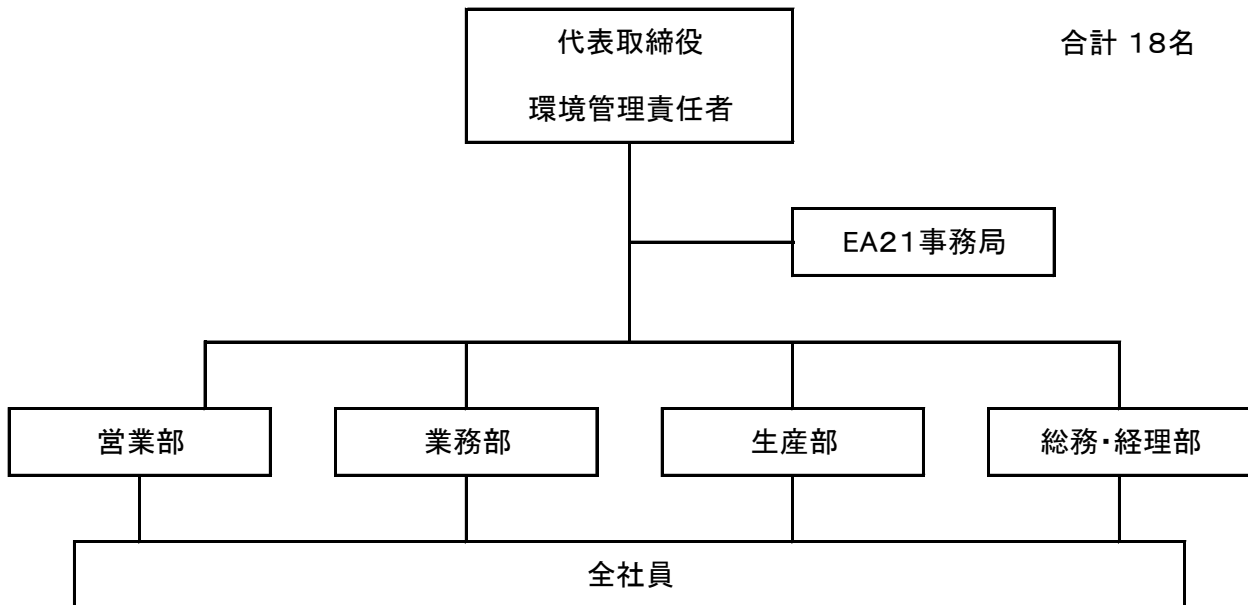 代表取締役
環境管理責任者
合計 18名
EA21事務局
営業部
業務部
生産部
総務・経理部
全社員